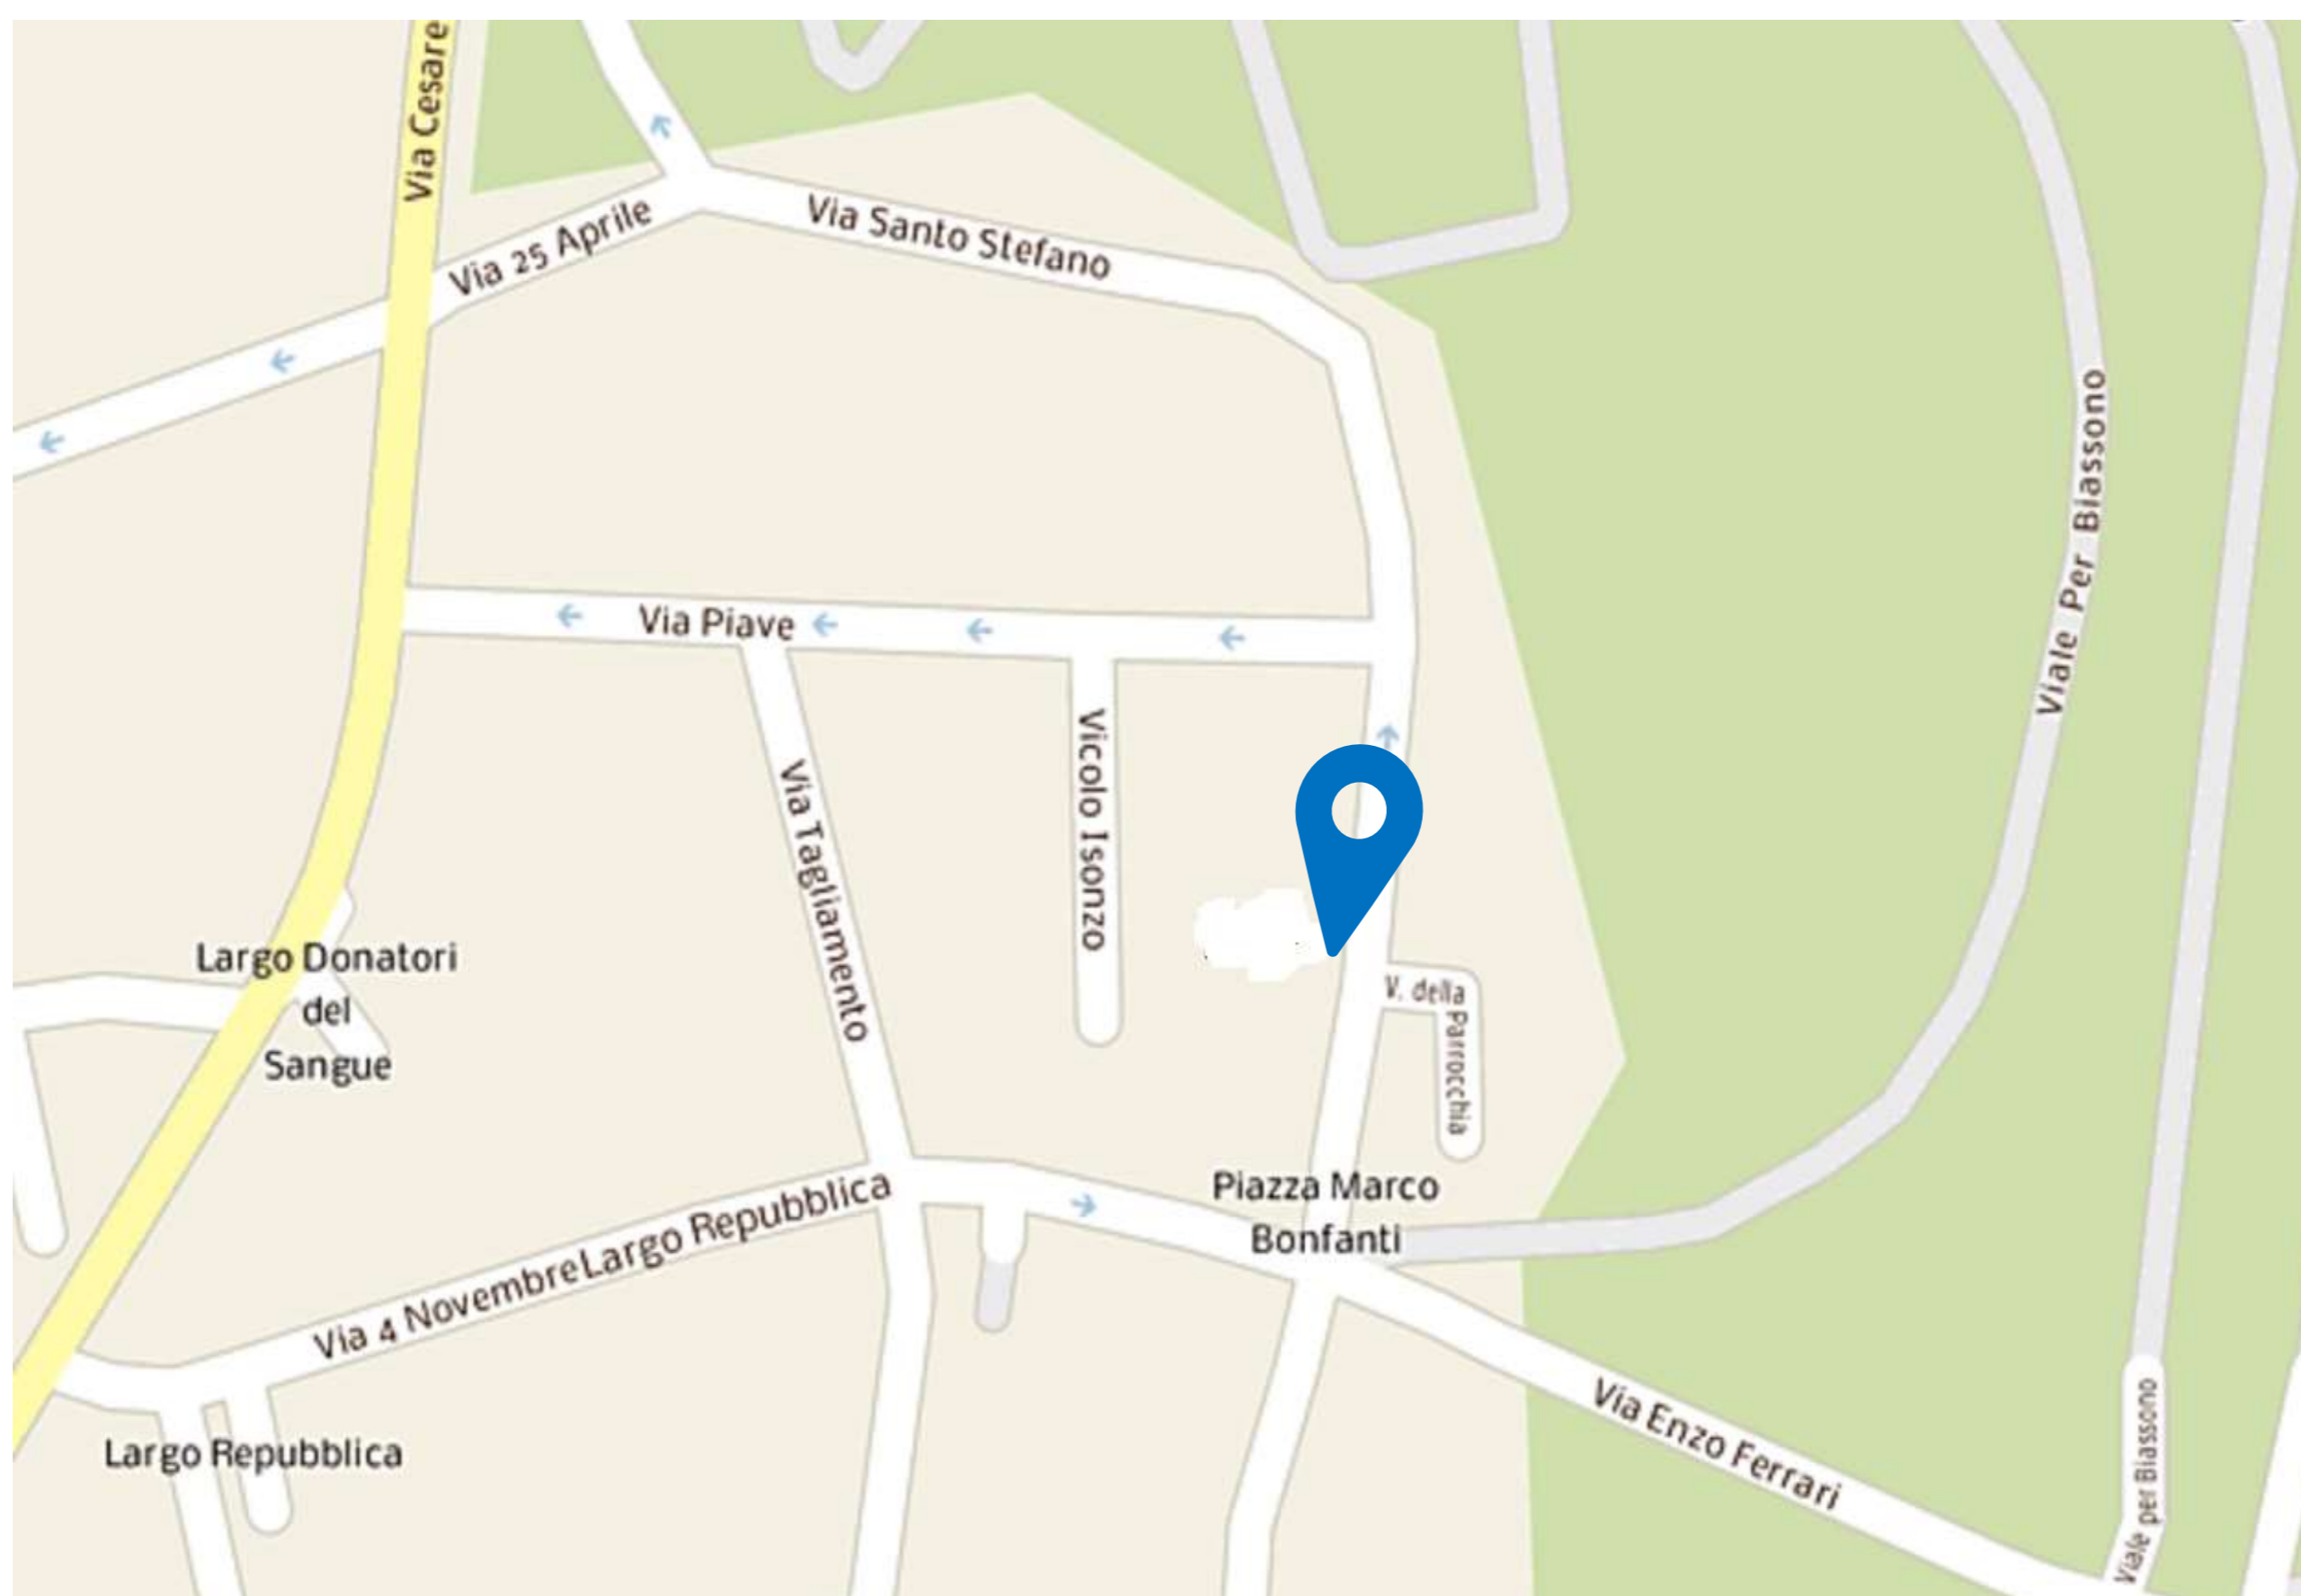 Via Cesare
Via 25 Aprile
Via Santo Stefano
Viale Per Biassono
Via Piave
Vicolo Isonzo
Via Tagliamento
Largo Donatori
del
Sangue
V. della
Parrocchia
Piazza Marco
Bonfanti
Via 4 Novembre
Largo Repubblica
Largo Repubblica
Via Enzo Ferrari
Viale per Biassono